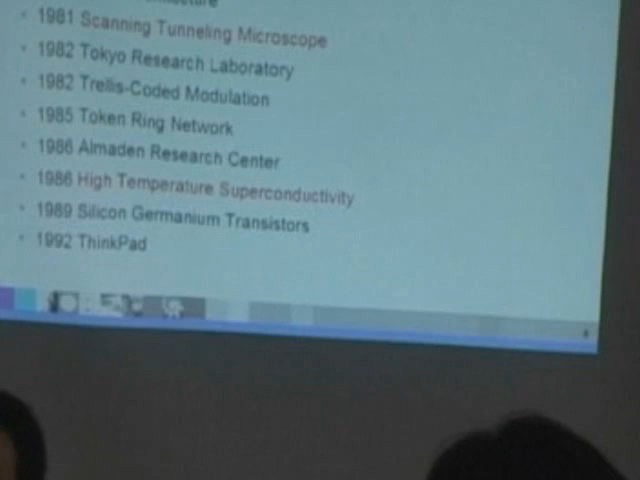 1981 Scanning Tunneling Microscope
1982 Tokyo Research Laboratory
1982 Trellis-Coded Modulation
1985 Token Ring Network
1986 Almaden Research Center
1986 High Temperature Superconductivity
1989 Silicon Germanium Transistors
1992 ThinkPad